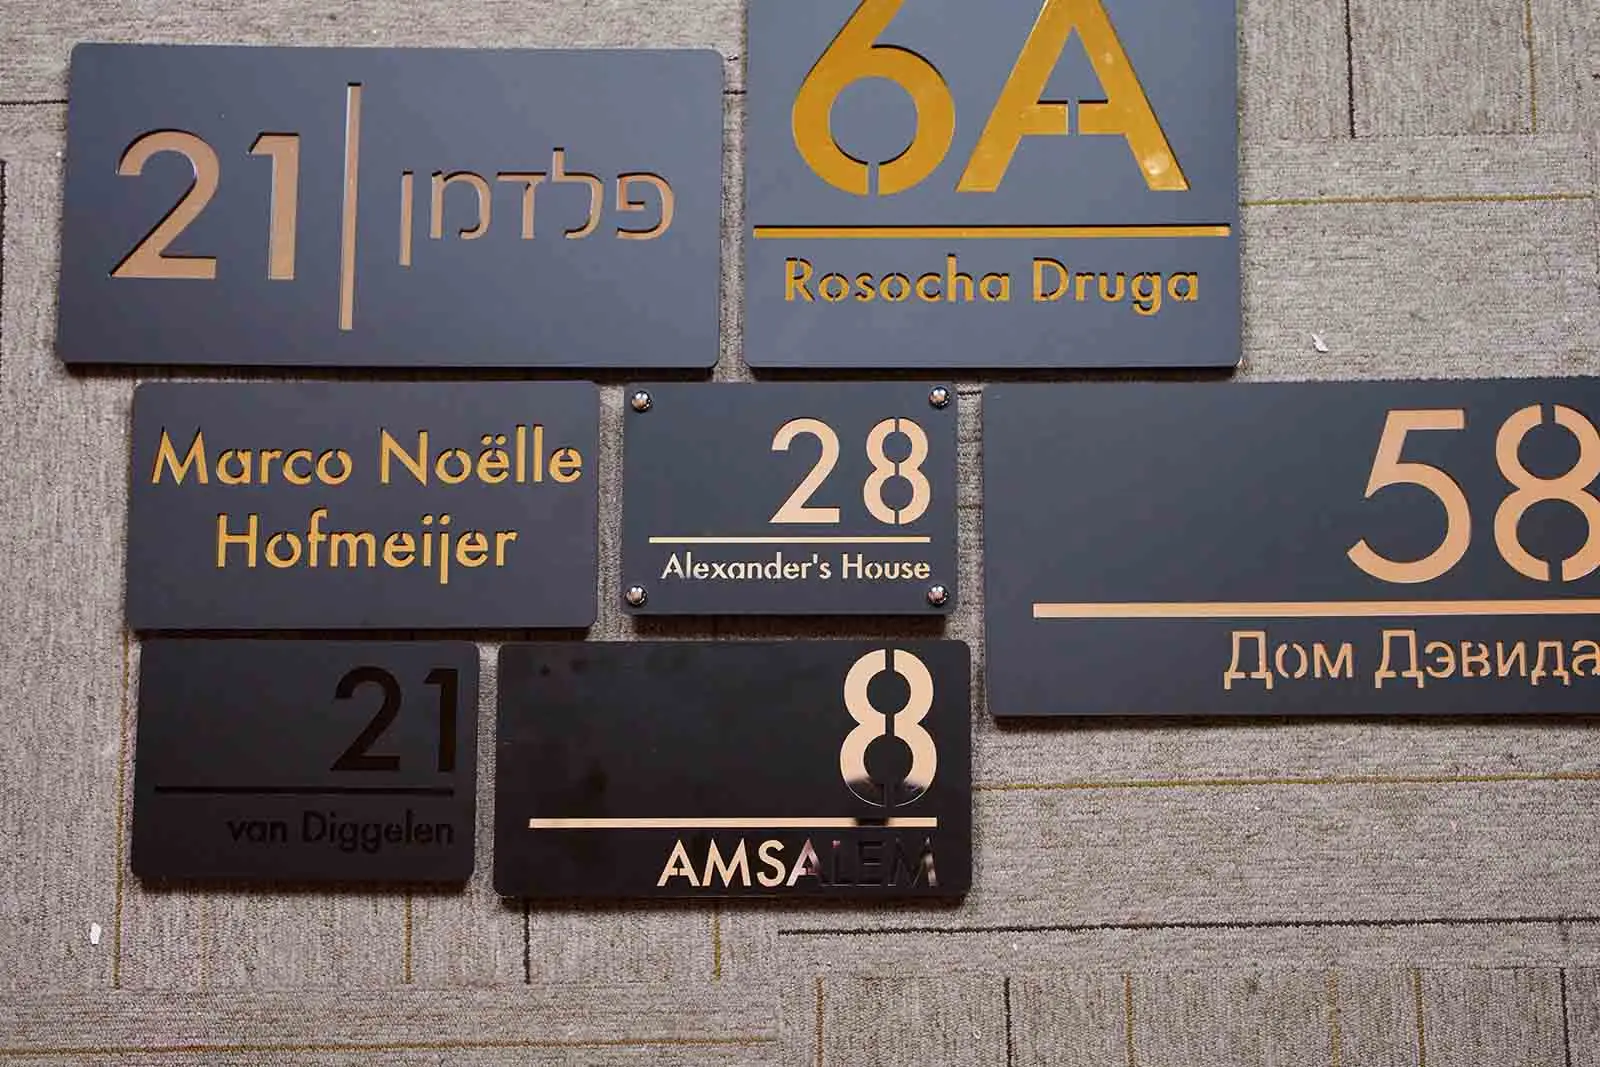 21 | פלדמן
6A
Rosocha Druga
Marco Noëlle
Hofmeijer
28
Alexander's House
58
Дом Дэвида
21
van Diggelen
8
AMSALEM